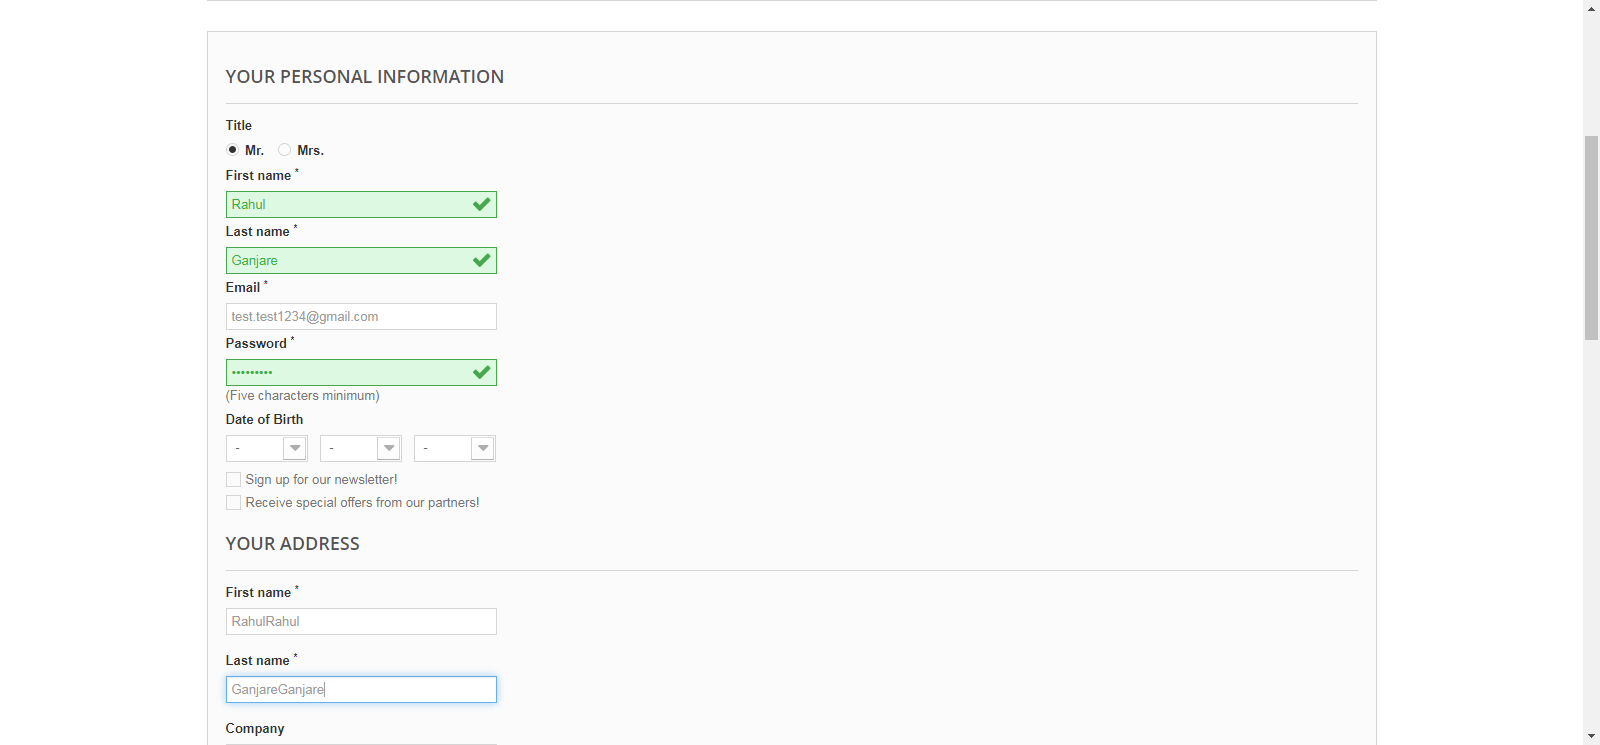 YOUR PERSONAL INFORMATION
Title
Mr. Mrs.
First name *
Rahul
Last name *
Ganjare
Email *
test.test1234@gmail.com
Password *
•••••••••
(Five characters minimum)
Date of Birth
- - -
Sign up for our newsletter!
Receive special offers from our partners!
YOUR ADDRESS
First name *
RahulRahul
Last name *
GanjareGanjare
Company